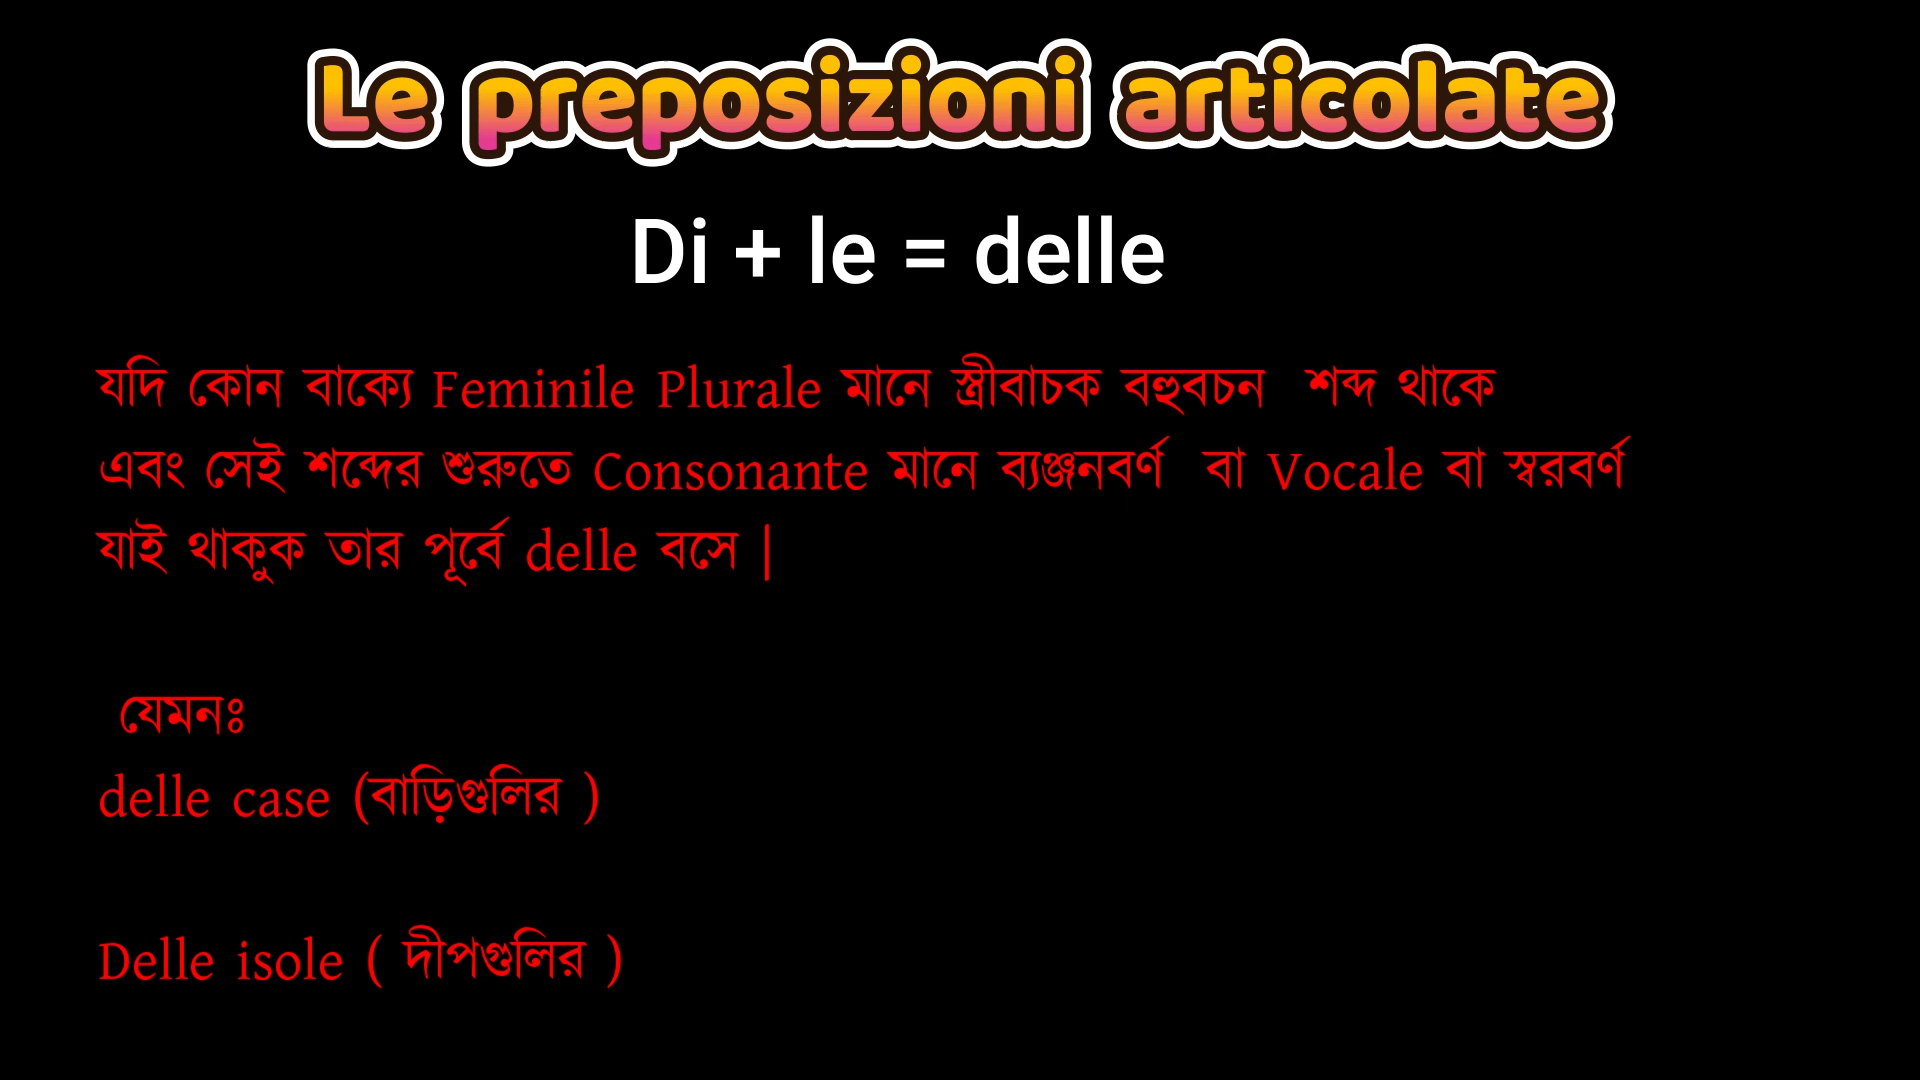 Le preposizioni articolate
Di + le = delle
যদি কোন বাক্যে Feminile Plurale মানে স্ত্রীবাচক বহুবচন শব্দ থাকে
এবং সেই শব্দের শুরুতে Consonante মানে ব্যঞ্জনবর্ণ বা Vocale বা স্বরবর্ণ
যাই থাকুক তার পূর্বে delle বসে |
যেমনঃ
delle case (বাড়িগুলির )
Delle isole ( দীপগুলির )